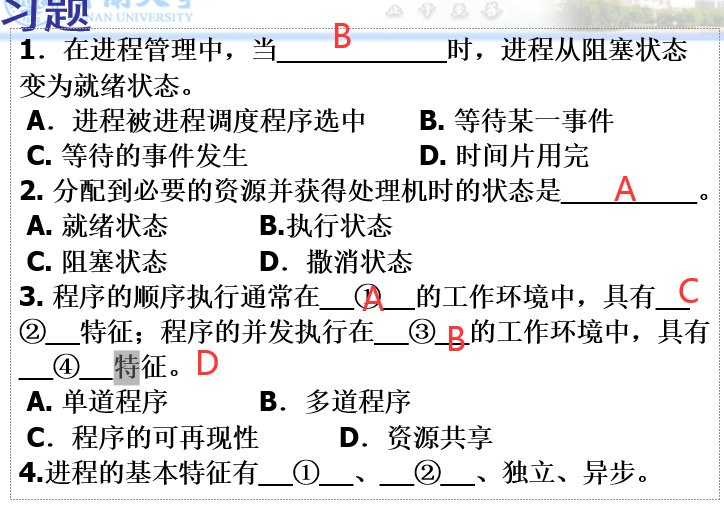 习题
NAN UNIVERSITY
1．在进程管理中，当______B______时，进程从阻塞状态
变为就绪状态。
A．进程被进程调度程序选中 B. 等待某一事件
C. 等待的事件发生 D. 时间片用完
2. 分配到必要的资源并获得处理机时的状态是____A____。
A. 就绪状态 B.执行状态
C. 阻塞状态 D．撒消状态
3. 程序的顺序执行通常在__①A__的工作环境中，具有__C
②__特征；程序的并发执行在__③__B的工作环境中，具有
__④__特征。D
A. 单道程序 B．多道程序
C．程序的可再现性 D．资源共享
4.进程的基本特征有__①__、__②__、独立、异步。